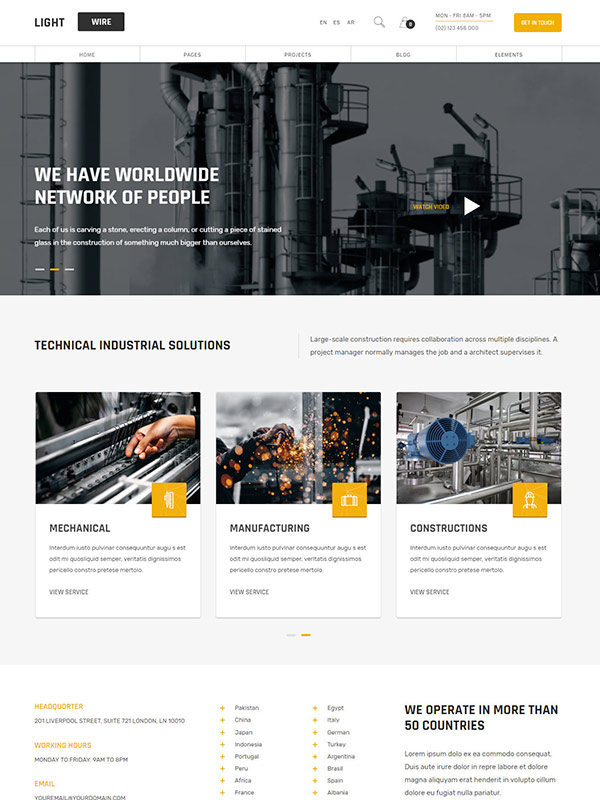 LIGHT WIRE
EN ES AR
0
MON - FRI 8AM - 5PM
(02) 123 456 000
GET IN TOUCH
HOME PAGES PROJECTS BLOG ELEMENTS
WE HAVE WORLDWIDE
NETWORK OF PEOPLE
Each of us is carving a stone, erecting a column, or cutting a piece of stained
glass in the construction of something much bigger than ourselves.
WATCH VIDEO
TECHNICAL INDUSTRIAL SOLUTIONS
Large-scale construction requires collaboration across multiple disciplines. A
project manager normally manages the job and a architect supervises it.
MECHANICAL
Interdum iusto pulvinar consequuntur augu s est
odit mi quosliquid semper, veritatis dignissimos
pericello constro pretese mertolo.
VIEW SERVICE
MANUFACTURING
Interdum iusto pulvinar consequuntur augu s est
odit mi quosliquid semper, veritatis dignissimos
pericello constro pretese mertolo.
VIEW SERVICE
CONSTRUCTIONS
Interdum iusto pulvinar consequuntur augu s est
odit mi quosliquid semper, veritatis dignissimos
pericello constro pretese mertolo.
VIEW SERVICE
HEADQUORTER
201 LIVERPOOL STREET, SUITE 721 LONDON, LN 10010
WORKING HOURS
MONDAY TO FRIDAY: 9AM TO 8PM
EMAIL
YOUREMAIL@YOURDOMAIN.COM
+ Pakistan
+ China
+ Japan
+ Indonesia
+ Portugal
+ Peru
+ Africa
+ France
+ Egypt
+ Italy
+ German
+ Turkey
+ Argentina
+ Brasil
+ Spain
+ Albania
WE OPERATE IN MORE THAN
50 COUNTRIES
Lorem ipsum dolo ex commodo consequat.
Duis aute irure dolor in reprehe et dolore
magna aliquyam erat henderit in volupto
eu fugiat nulla pariatur.